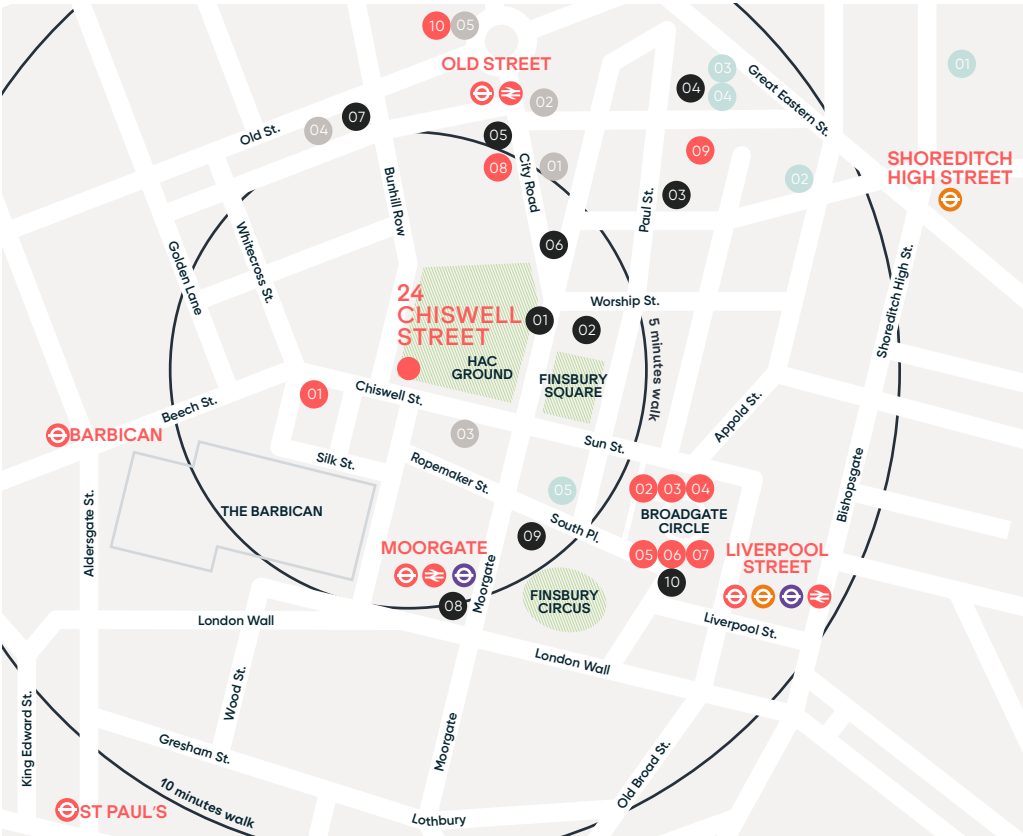 10
05
OLD STREET
03
04
04
Great Eastern St.
01
02
07
04
Old St.
05
08
01
City Road
09
03
02
SHOREDITCH
HIGH STREET
Bunhill Row
Paul St.
06
Golden Lane
Whitecross St.
Shoreditch High St.
24
CHISWELL
STREET
01
02
Worship St.
5 minutes walk
HAC
GROUND
FINSBURY
SQUARE
01
Chiswell St.
Beech St.
BARBICAN
03
Sun St.
Appold St.
Silk St.
Ropemaker St.
05
02
03
04
BROADGATE
CIRCLE
Bishopsgate
THE BARBICAN
Aldersgate St.
09
South Pl.
05
06
07
10
LIVERPOOL
STREET
MOORGATE
08
Moorgate
FINSBURY
CIRCUS
London Wall
Liverpool St.
London Wall
Wood St.
King Edward St.
Moorgate
Gresham St.
Old Broad St.
10 minutes walk
ST PAUL'S
Lothbury